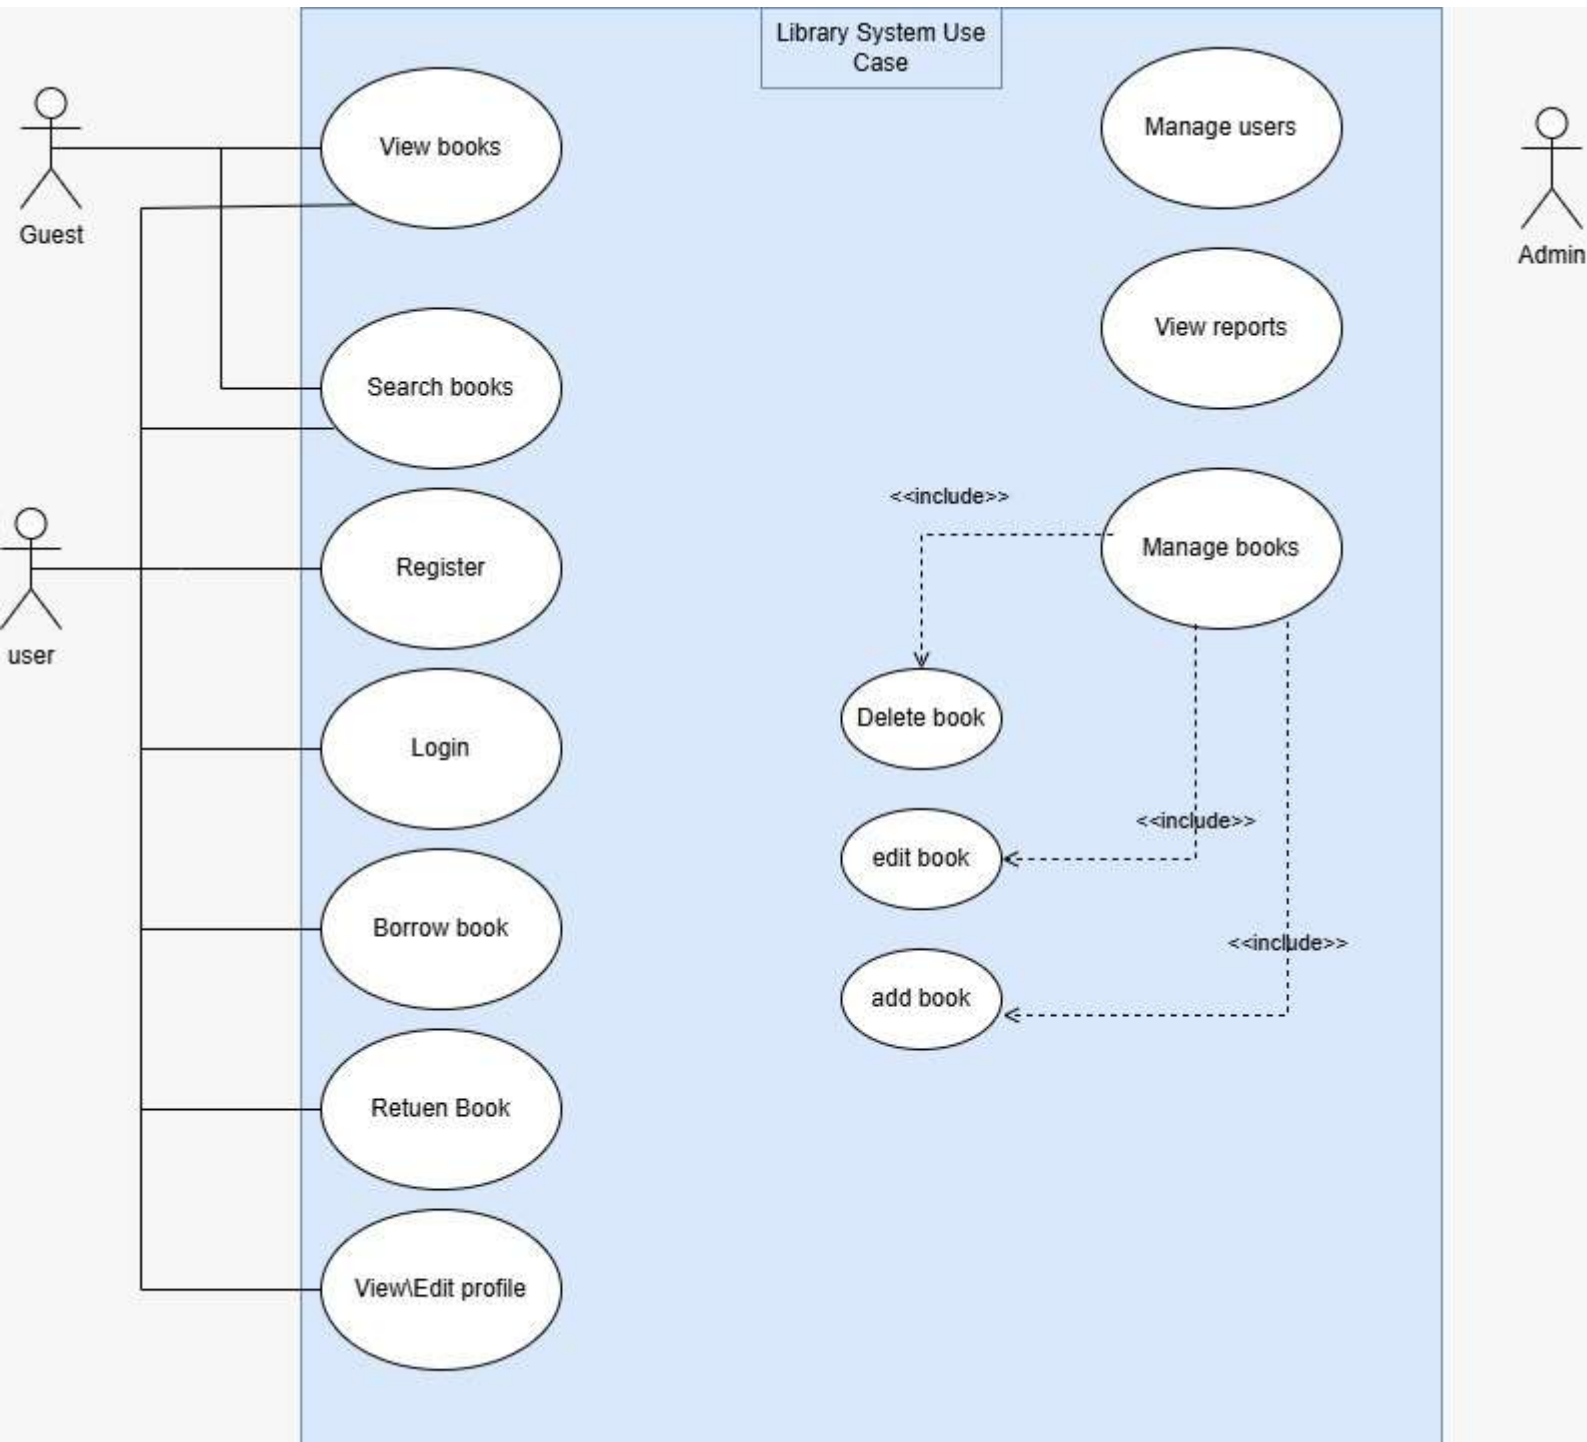 Library System Use
Case
Guest
View books
Search books
user
Register
Login
Borrow book
Retuen Book
View\Edit profile
Manage users
Admin
View reports
<<include>>
Manage books
Delete book
<<include>>
edit book
<<include>>
add book